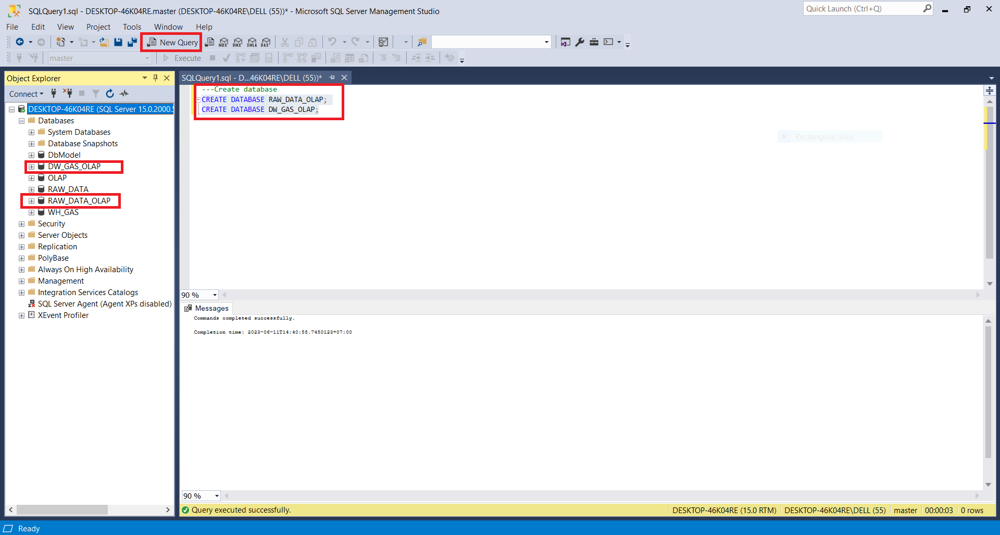 SQLQuery1.sql - DESKTOP-46K04RE.master (DESKTOP-46K04RE\DELL (55))* - Microsoft SQL Server Management Studio
Quick Launch (Ctrl+Q)
File Edit View Project Tools Window Help
New Query MDX DMX XMLA DAX
master Execute
Object Explorer
Connect
DESKTOP-46K04RE (SQL Server 15.0.2000.5
Databases
System Databases
Database Snapshots
DbModel
DW_GAS_OLAP
OLAP
RAW_DATA
RAW_DATA_OLAP
WH_GAS
Security
Server Objects
Replication
PolyBase
Always On High Availability
Management
Integration Services Catalogs
SQL Server Agent (Agent XPs disabled)
XEvent Profiler
SQLQuery1.sql - D...46K04RE\DELL (55))*
---Create database
CREATE DATABASE RAW_DATA_OLAP;
CREATE DATABASE DW_GAS_OLAP;
Rectangular Snip
90 %
Messages
Commands completed successfully.
Completion time: 2023-06-11T14:40:55.7450123+07:00
90 %
Query executed successfully.
DESKTOP-46K04RE (15.0 RTM) DESKTOP-46K04RE\DELL (55) master 00:00:03 0 rows
Ready